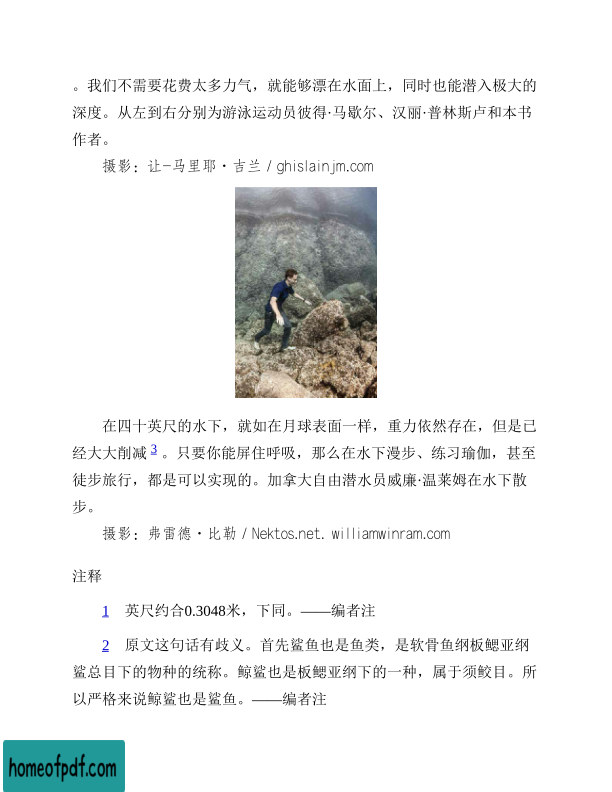 。我们不需要花费太多力气，就能够漂在水面上，同时也能潜入极大的
深度。从左到右分别为游泳运动员彼得·马歇尔、汉丽·普林斯卢和本书
作者。
摄影：让-马里耶·吉兰 / ghislainjm.com
在四十英尺的水下，就如在月球表面一样，重力依然存在，但是已
经大大削减 3 。只要你能屏住呼吸，那么在水下漫步、练习瑜伽，甚至
徒步旅行，都是可以实现的。加拿大自由潜水员威廉·温莱姆在水下散
步。
摄影：弗雷德·比勒 / Nektos.net. williamwinram.com
注释
1 英尺约合0.3048米，下同。——编者注
2 原文这句话有歧义。首先鲨鱼也是鱼类，是软骨鱼纲板鳃亚纲
鲨总目下的物种的统称。鲸鲨也是板鳃亚纲下的一种，属于须鲛目。所
以严格来说鲸鲨也是鲨鱼。——编者注
homeofpdf.com